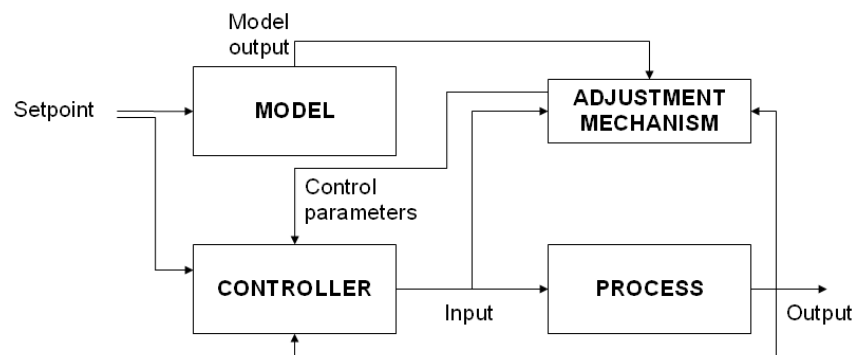 Model
output
Setpoint
MODEL
ADJUSTMENT
MECHANISM
Control
parameters
CONTROLLER
Input
PROCESS
Output